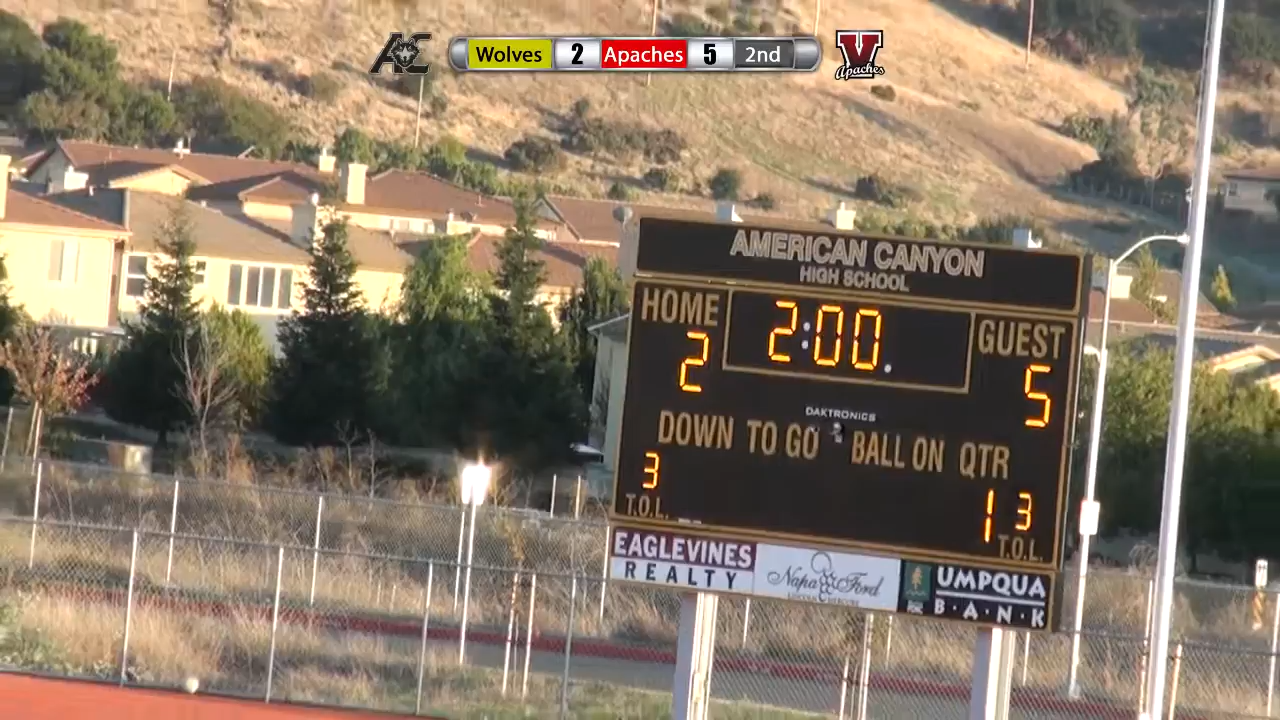 AC Wolves 2 Apaches 5 2nd V Apaches
AMERICAN CANYON
HIGH SCHOOL
HOME 2:00. GUEST
2 5
DAKTRONICS
DOWN TO GO BALL ON QTR
3 1 3
T.O.L. T.O.L.
EAGLEVINES
REALTY
Napa Ford
UMPQUA
B·A·N·K